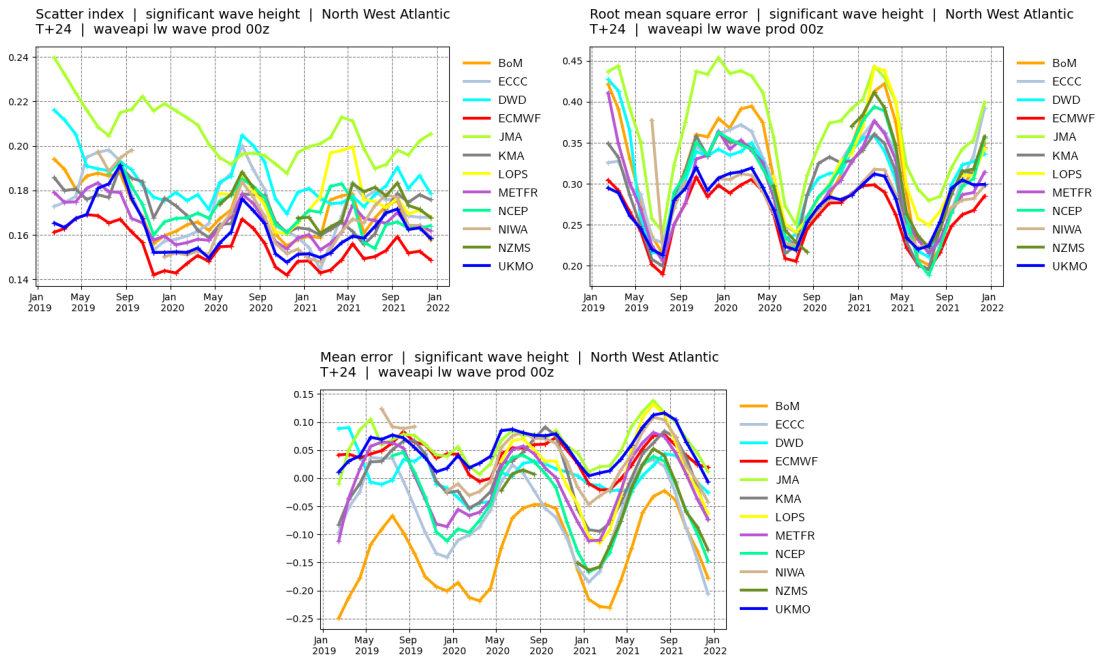 Scatter index | significant wave height | North West Atlantic
T+24 | waveapi lw wave prod 00z
0.24
0.22
0.20
0.18
0.16
0.14
Jan May Sep Jan May Sep Jan May Sep Jan
2019 2019 2019 2020 2020 2020 2021 2021 2021 2022
BoM
ECCC
DWD
ECMWF
JMA
KMA
LOPS
METFR
NCEP
NIWA
NZMS
UKMO
Root mean square error | significant wave height | North West Atlantic
T+24 | waveapi lw wave prod 00z
0.45
0.40
0.35
0.30
0.25
0.20
Jan May Sep Jan May Sep Jan May Sep Jan
2019 2019 2019 2020 2020 2020 2021 2021 2021 2022
BoM
ECCC
DWD
ECMWF
JMA
KMA
LOPS
METFR
NCEP
NIWA
NZMS
UKMO
Mean error | significant wave height | North West Atlantic
T+24 | waveapi lw wave prod 00z
0.15
0.10
0.05
0.00
−0.05
−0.10
−0.15
−0.20
−0.25
Jan May Sep Jan May Sep Jan May Sep Jan
2019 2019 2019 2020 2020 2020 2021 2021 2021 2022
BoM
ECCC
DWD
ECMWF
JMA
KMA
LOPS
METFR
NCEP
NIWA
NZMS
UKMO